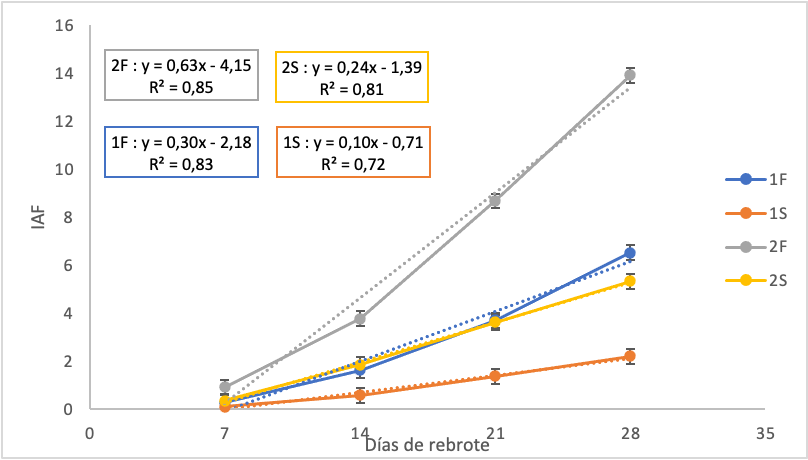 16
14
12
10
8
6
4
2
0
IAF
2F : y = 0,63x - 4,15
R² = 0,85
2S : y = 0,24x - 1,39
R² = 0,81
1F : y = 0,30x - 2,18
R² = 0,83
1S : y = 0,10x - 0,71
R² = 0,72
1F
1S
2F
2S
0 7 14 21 28 35
Días de rebrote